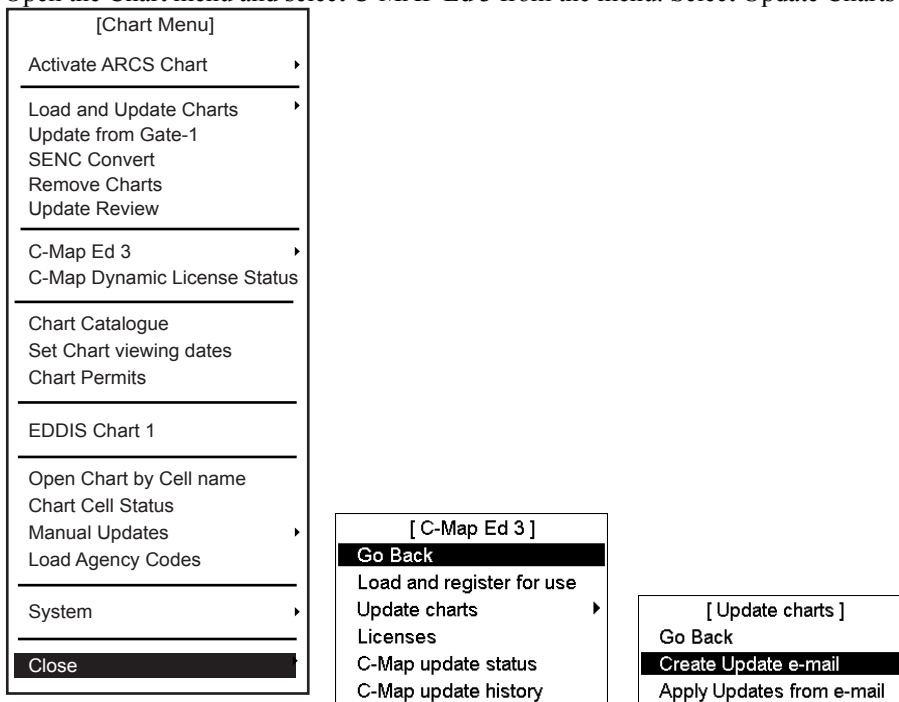 Open the Chart menu and select C-MAP Ed 3 from the menu. Select Update Charts
[Chart Menu]
Activate ARCS Chart
Load and Update Charts
Update from Gate-1
SENC Convert
Remove Charts
Update Review
C-Map Ed 3
C-Map Dynamic License Status
Chart Catalogue
Set Chart viewing dates
Chart Permits
EDDIS Chart 1
Open Chart by Cell name
Chart Cell Status
Manual Updates
Load Agency Codes
System
Close
[ C-Map Ed 3 ]
Go Back
Load and register for use
Update charts
Licenses
C-Map update status
C-Map update history
[ Update charts ]
Go Back
Create Update e-mail
Apply Updates from e-mail